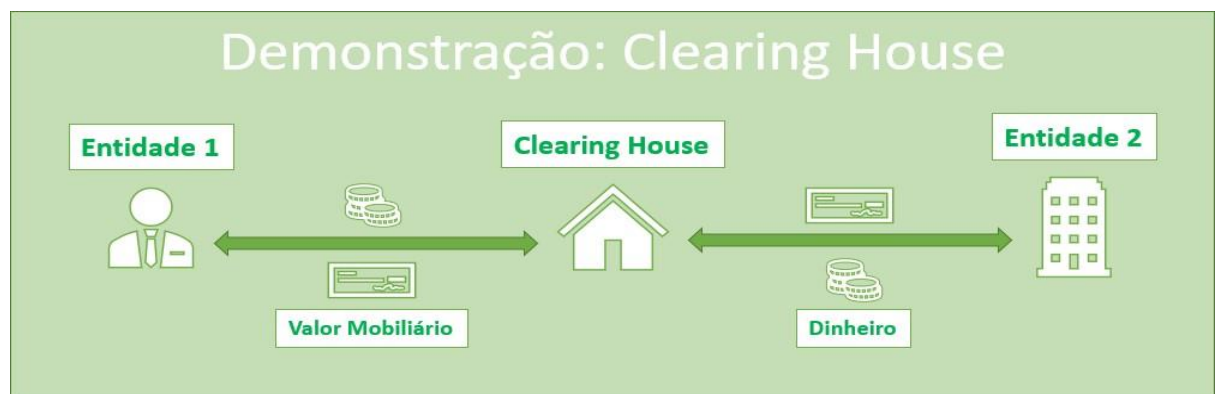 Demonstração: Clearing House
Entidade 1
Clearing House
Entidade 2
Valor Mobiliário
Dinheiro